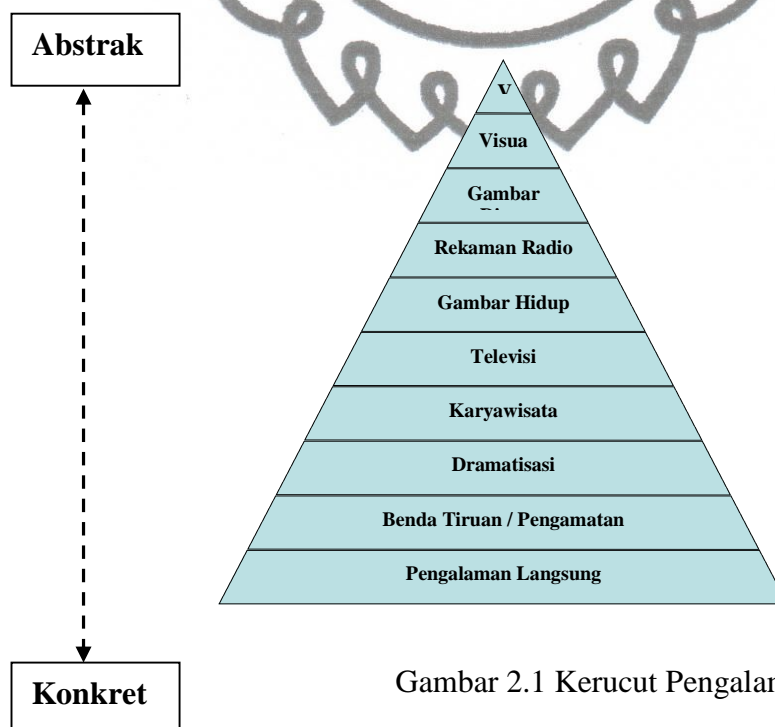 Abstrak
V
Visua
Gambar
Rekaman Radio
Gambar Hidup
Televisi
Karyawisata
Dramatisasi
Benda Tiruan / Pengamatan
Pengalaman Langsung
Konkret
Gambar 2.1 Kerucut Pengalam